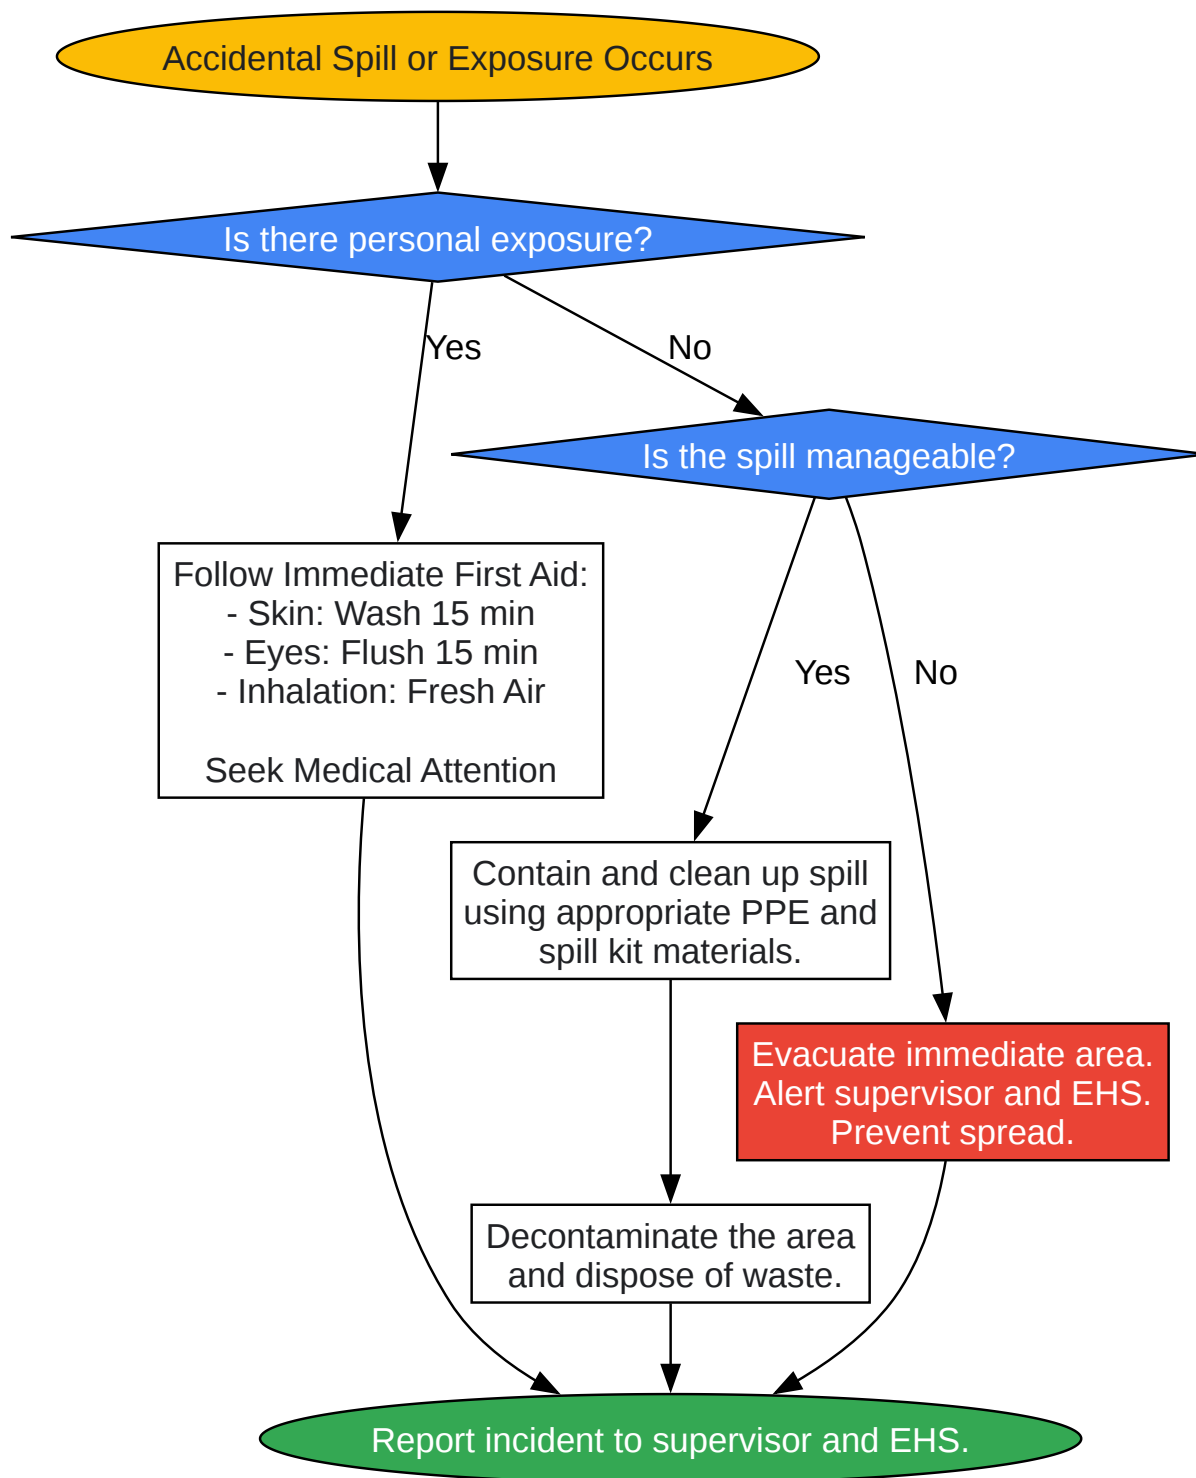 Accidental Spill or Exposure Occurs
Is there personal exposure?
Yes
No
Is the spill manageable?
Follow Immediate First Aid:
- Skin: Wash 15 min
- Eyes: Flush 15 min
- Inhalation: Fresh Air
Seek Medical Attention
Yes
No
Contain and clean up spill
using appropriate PPE and
spill kit materials.
Evacuate immediate area.
Alert supervisor and EHS.
Prevent spread.
Decontaminate the area
and dispose of waste.
Report incident to supervisor and EHS.